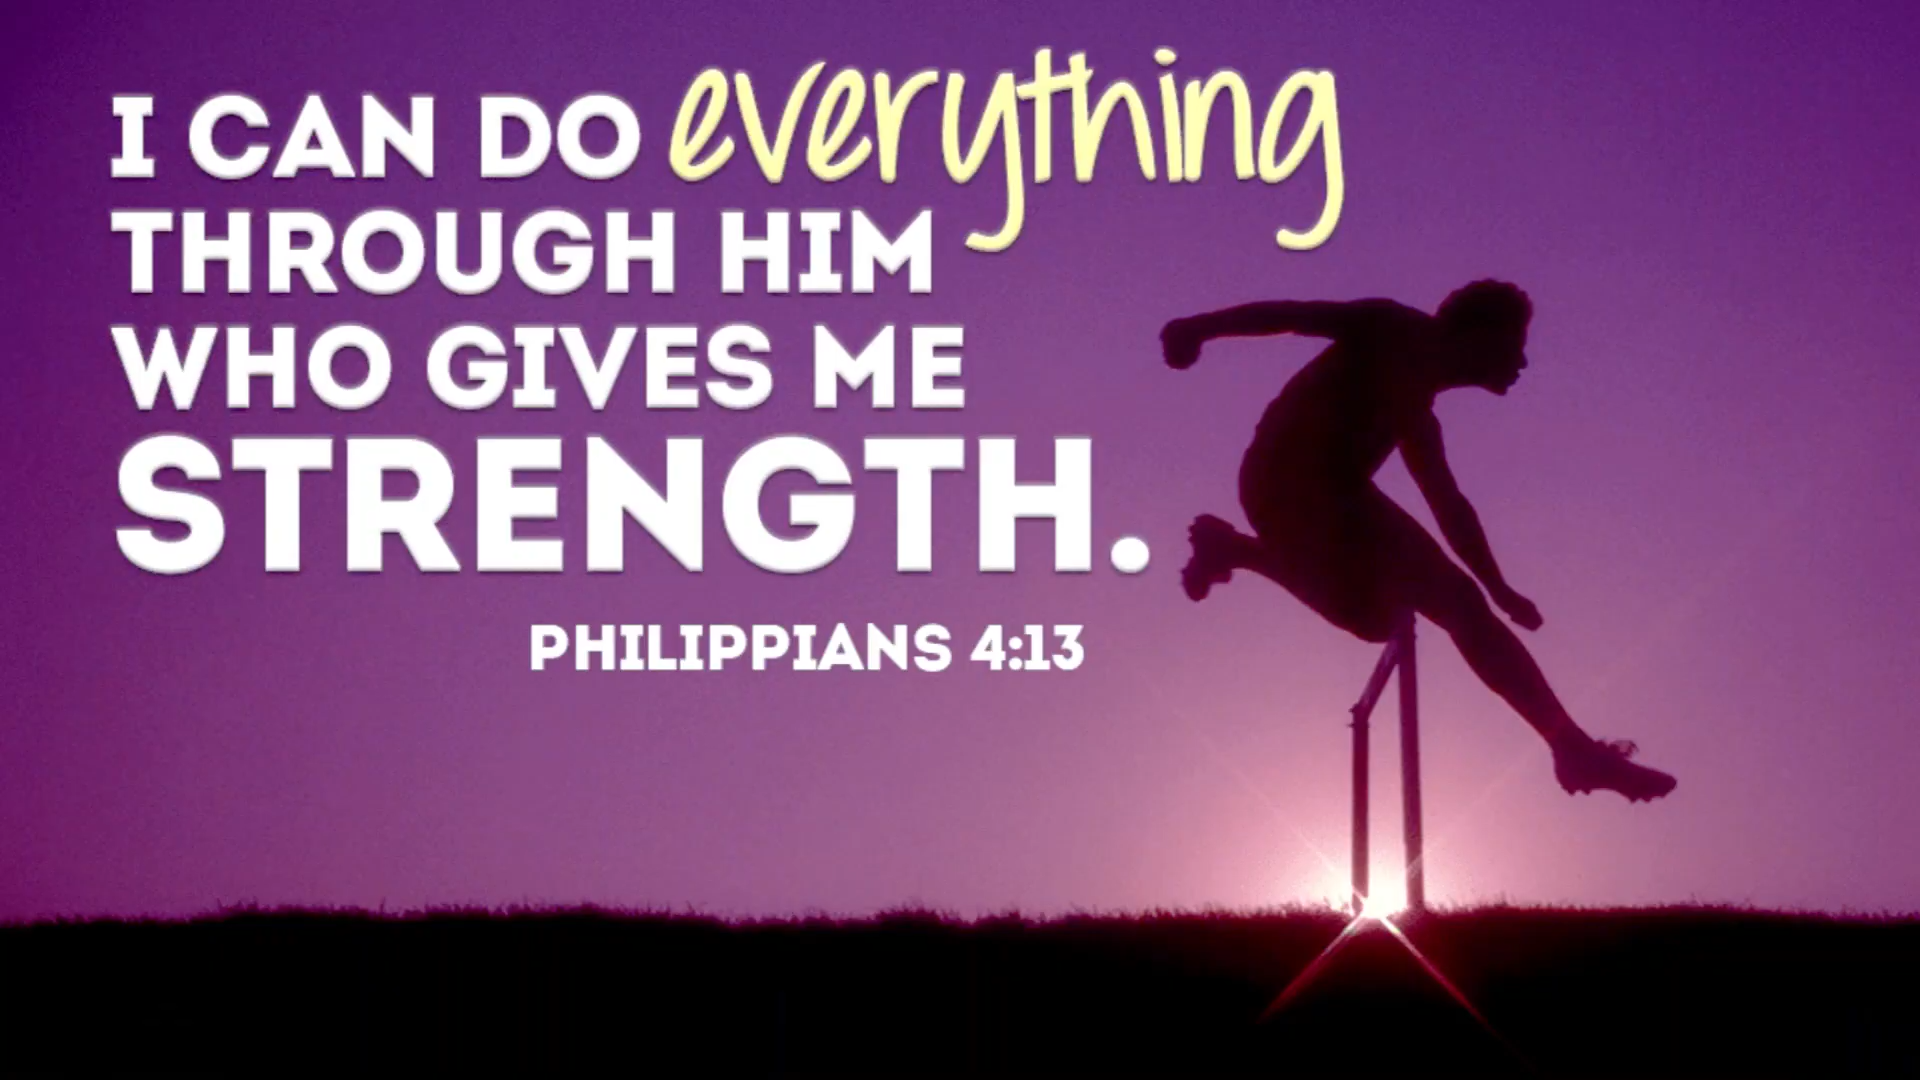 I CAN DO everything
THROUGH HIM
WHO GIVES ME
STRENGTH.
PHILIPPIANS 4:13